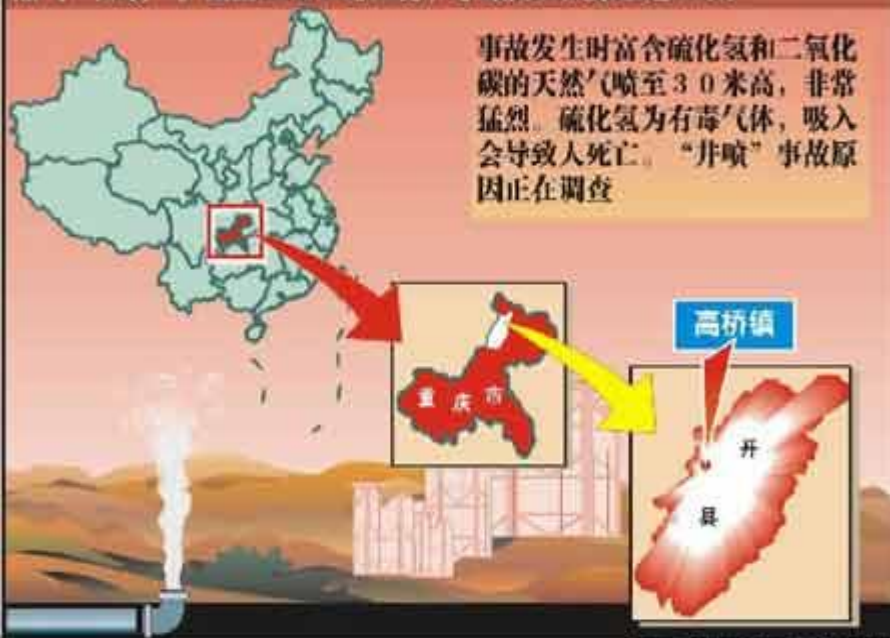 事故发生时富含硫化氢和二氧化
碳的天然气喷至３０米高，非常
猛烈。硫化氢为有毒气体，吸入
会导致人死亡。“井喷”事故原
因正在调查
高桥镇
重庆市
开
县